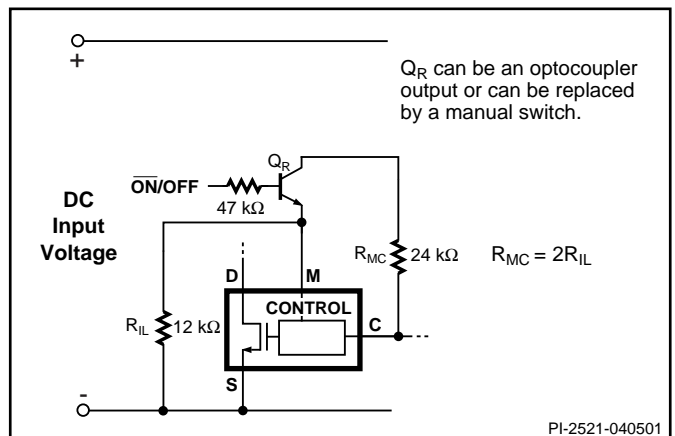 +
Q_R can be an optocoupler
output or can be replaced
by a manual switch.
Q_R
O̅N̅/OFF
47 kΩ
DC
Input
Voltage
R_MC
24 kΩ
R_MC = 2R_IL
D
M
CONTROL
C
R_IL
12 kΩ
S
-
PI-2521-040501